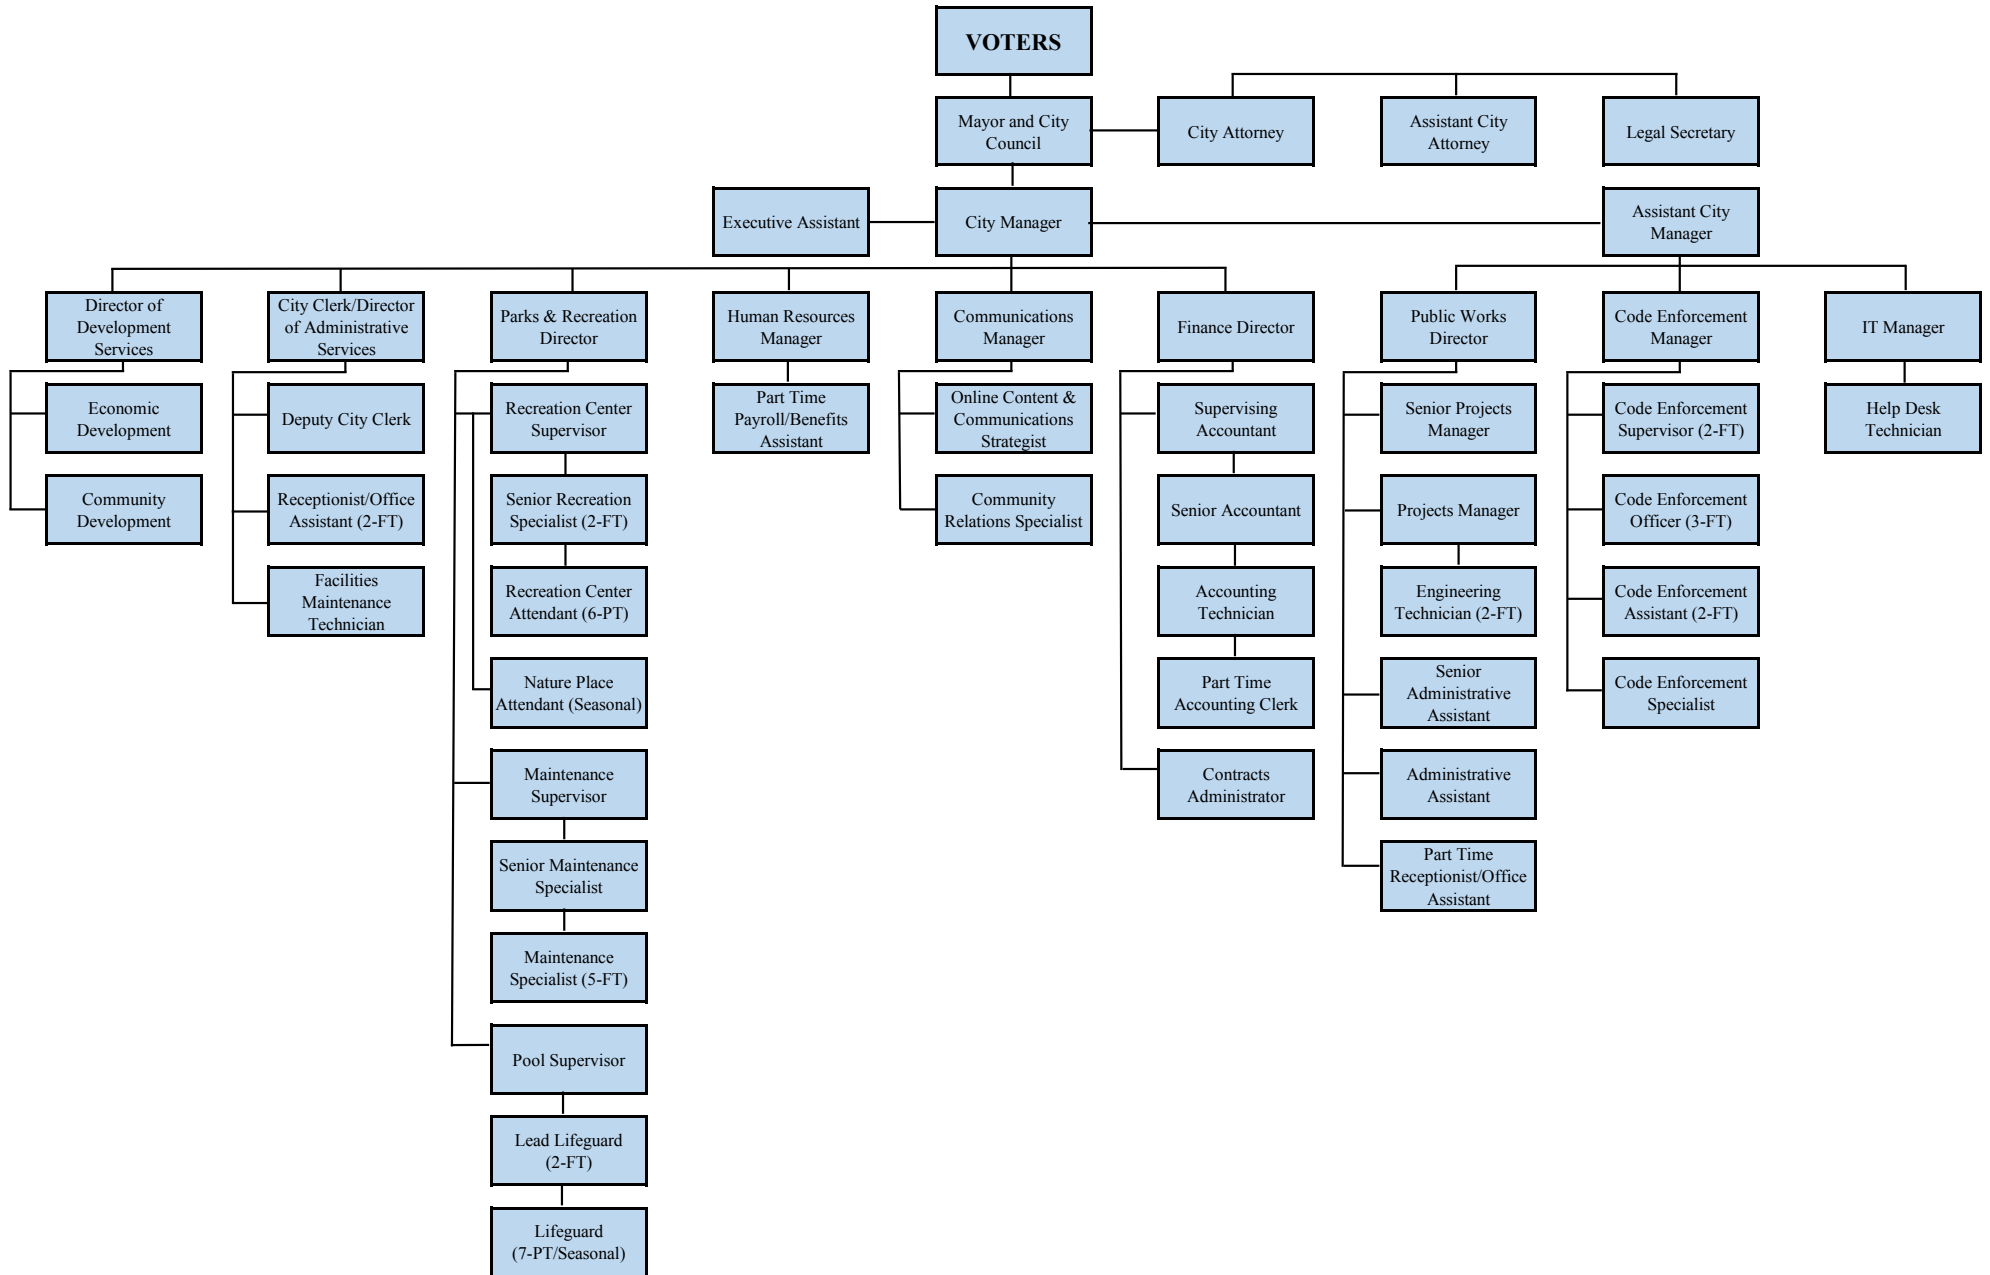 VOTERS
Mayor and City
Council
City Attorney
Assistant City
Attorney
Legal Secretary
Executive Assistant
City Manager
Assistant City
Manager
Director of
Development
Services
City Clerk/Director
of Administrative
Services
Parks & Recreation
Director
Human Resources
Manager
Communications
Manager
Finance Director
Public Works
Director
Code Enforcement
Manager
IT Manager
Economic
Development
Deputy City Clerk
Recreation Center
Supervisor
Part Time
Payroll/Benefits
Assistant
Online Content &
Communications
Strategist
Supervising
Accountant
Senior Projects
Manager
Code Enforcement
Supervisor (2-FT)
Help Desk
Technician
Community
Development
Receptionist/Office
Assistant (2-FT)
Senior Recreation
Specialist (2-FT)
Community
Relations Specialist
Senior Accountant
Projects Manager
Code Enforcement
Officer (3-FT)
Facilities
Maintenance
Technician
Recreation Center
Attendant (6-PT)
Accounting
Technician
Engineering
Technician (2-FT)
Code Enforcement
Assistant (2-FT)
Nature Place
Attendant (Seasonal)
Part Time
Accounting Clerk
Senior
Administrative
Assistant
Code Enforcement
Specialist
Maintenance
Supervisor
Contracts
Administrator
Administrative
Assistant
Senior Maintenance
Specialist
Part Time
Receptionist/Office
Assistant
Maintenance
Specialist (5-FT)
Pool Supervisor
Lead Lifeguard
(2-FT)
Lifeguard
(7-PT/Seasonal)